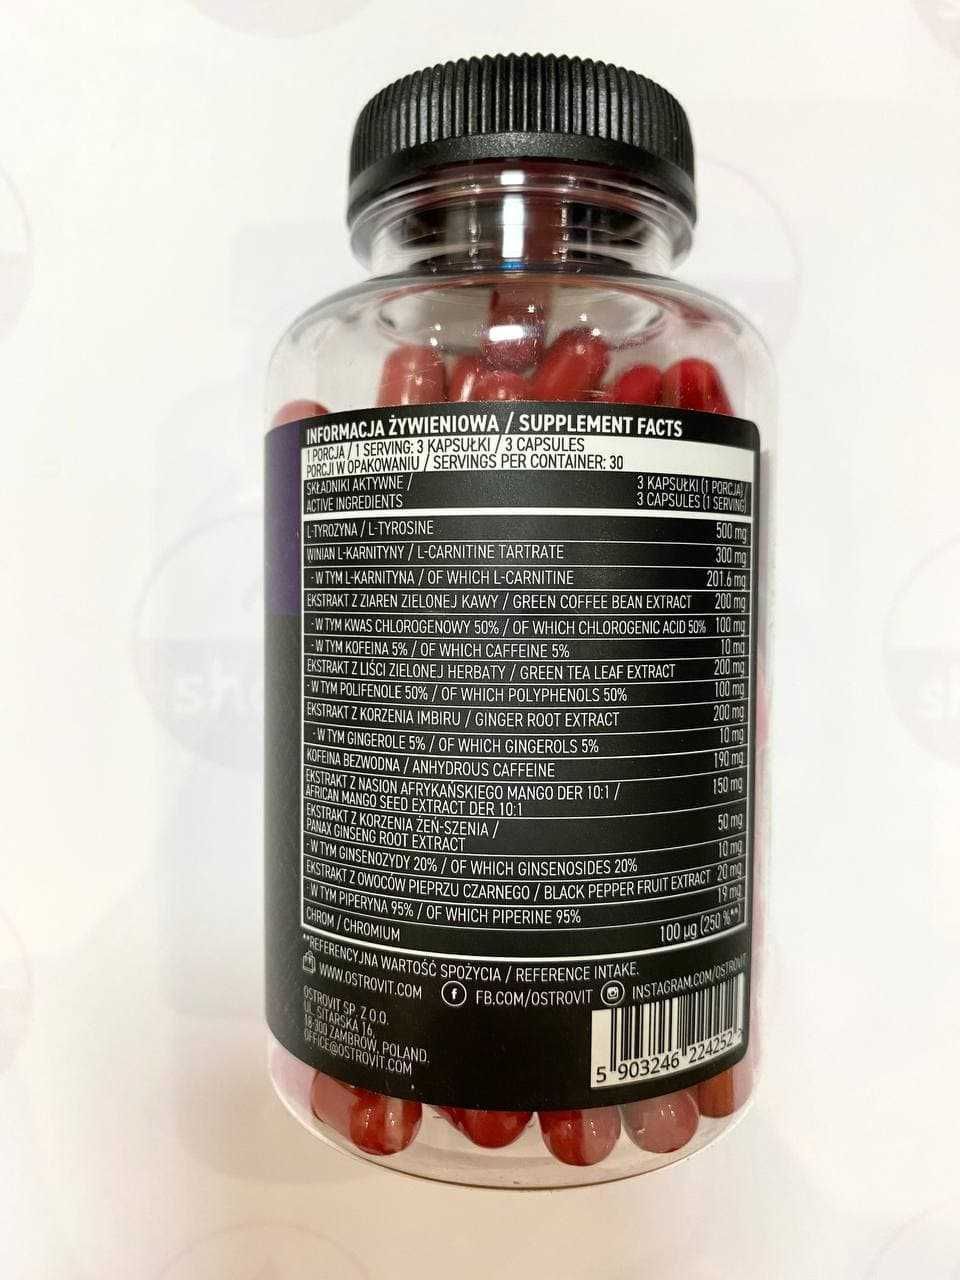 INFORMACJA ŻYWIENIOWA / SUPPLEMENT FACTS
1 PORCJA / 1 SERVING: 3 KAPSUŁKI / 3 CAPSULES
PORCJI W OPAKOWANIU / SERVINGS PER CONTAINER: 30
SKŁADNIKI AKTYWNE /
ACTIVE INGREDIENTS
3 KAPSUŁKI (1 PORCJA) /
3 CAPSULES (1 SERVING)
L-TYROZYNA / L-TYROSINE 500 mg
WINIAN L-KARNITYNY / L-CARNITINE TARTRATE 300 mg
- W TYM L-KARNITYNA / OF WHICH L-CARNITINE 201.6 mg
EKSTRAKT Z ZIAREN ZIELONEJ KAWY / GREEN COFFEE BEAN EXTRACT 200 mg
- W TYM KWAS CHLOROGENOWY 50% / OF WHICH CHLOROGENIC ACID 50% 100 mg
- W TYM KOFEINA 5% / OF WHICH CAFFEINE 5% 10 mg
EKSTRAKT Z LIŚCI ZIELONEJ HERBATY / GREEN TEA LEAF EXTRACT 200 mg
- W TYM POLIFENOLE 50% / OF WHICH POLYPHENOLS 50% 100 mg
EKSTRAKT Z KORZENIA IMBIRU / GINGER ROOT EXTRACT 200 mg
- W TYM GINGEROLE 5% / OF WHICH GINGEROLS 5% 10 mg
KOFEINA BEZWODNA / ANHYDROUS CAFFEINE 190 mg
EKSTRAKT Z NASION AFRYKAŃSKIEGO MANGO DER 10:1 /
AFRICAN MANGO SEED EXTRACT DER 10:1 150 mg
EKSTRAKT Z KORZENIA ŻEŃ-SZENIA /
PANAX GINSENG ROOT EXTRACT 50 mg
- W TYM GINSENOZYDY 20% / OF WHICH GINSENOSIDES 20% 10 mg
EKSTRAKT Z OWOCÓW PIEPRZU CZARNEGO / BLACK PEPPER FRUIT EXTRACT 20 mg
- W TYM PIPERYNA 95% / OF WHICH PIPERINE 95% 19 mg
CHROM / CHROMIUM 100 µg (250 %**)
**REFERENCYJNA WARTOŚĆ SPOŻYCIA / REFERENCE INTAKE.
WWW.OSTROVIT.COM FB.COM/OSTROVIT INSTAGRAM.COM/OSTROVIT
OSTROVIT SP. Z O.O.
UL. SITARSKA 16,
18-300 ZAMBRÓW, POLAND,
OFFICE@OSTROVIT.COM
5 903246 224252 >